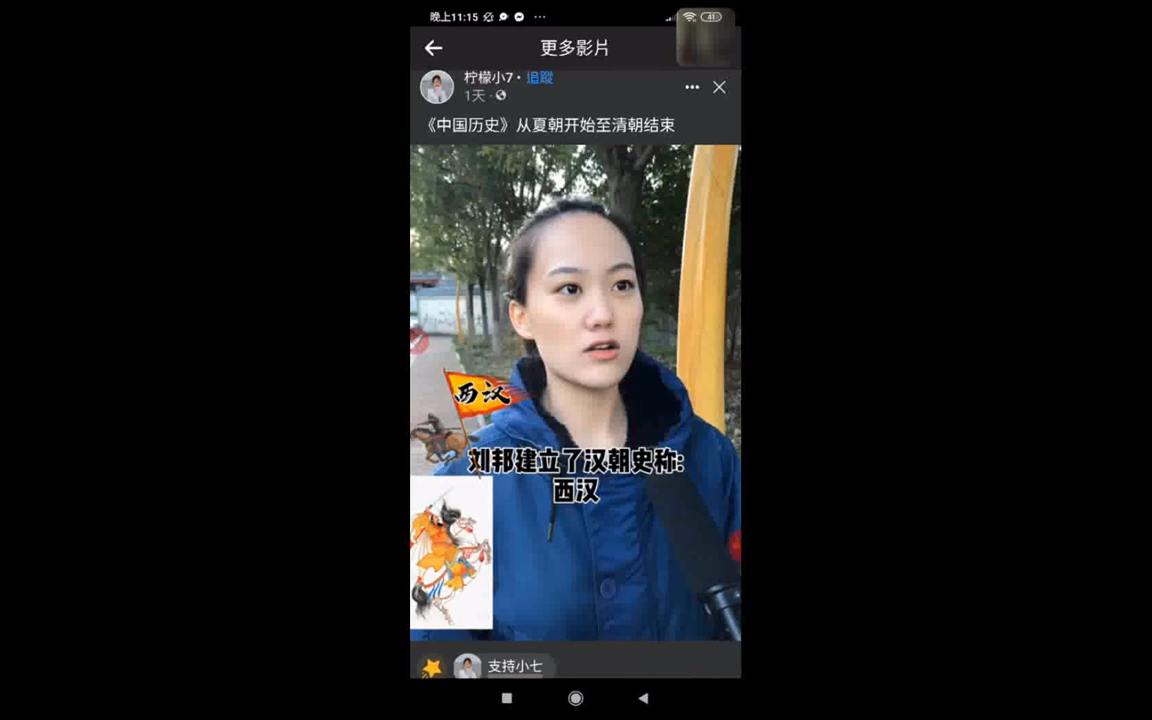 晚上11:15
41
更多影片
柠檬小7 · 追蹤
1天
《中国历史》从夏朝开始至清朝结束
西汉
刘邦建立了汉朝史称:
西汉
支持小七